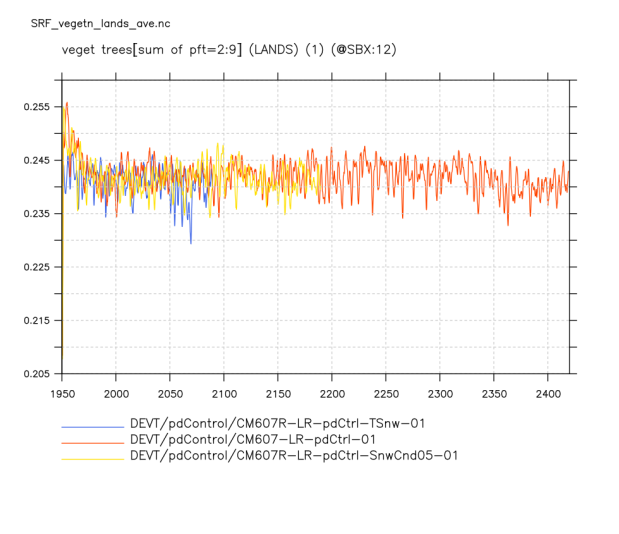 SRF_vegetn_lands_ave.nc
veget trees[sum of pft=2:9] (LANDS) (1) (@SBX:12)
0.255
0.245
0.235
0.225
0.215
0.205
1950 2000 2050 2100 2150 2200 2250 2300 2350 2400
DEVT/pdControl/CM607R-LR-pdCtrl-TSnw-01
DEVT/pdControl/CM607-LR-pdCtrl-01
DEVT/pdControl/CM607R-LR-pdCtrl-SnwCnd05-01